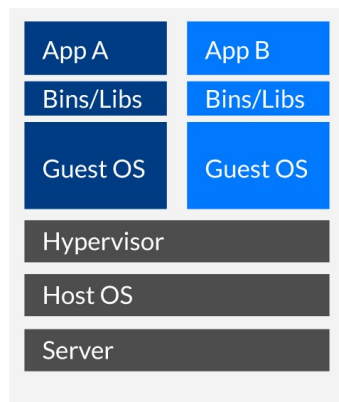 App A
App B
Bins/Libs
Bins/Libs
Guest OS
Guest OS
Hypervisor
Host OS
Server